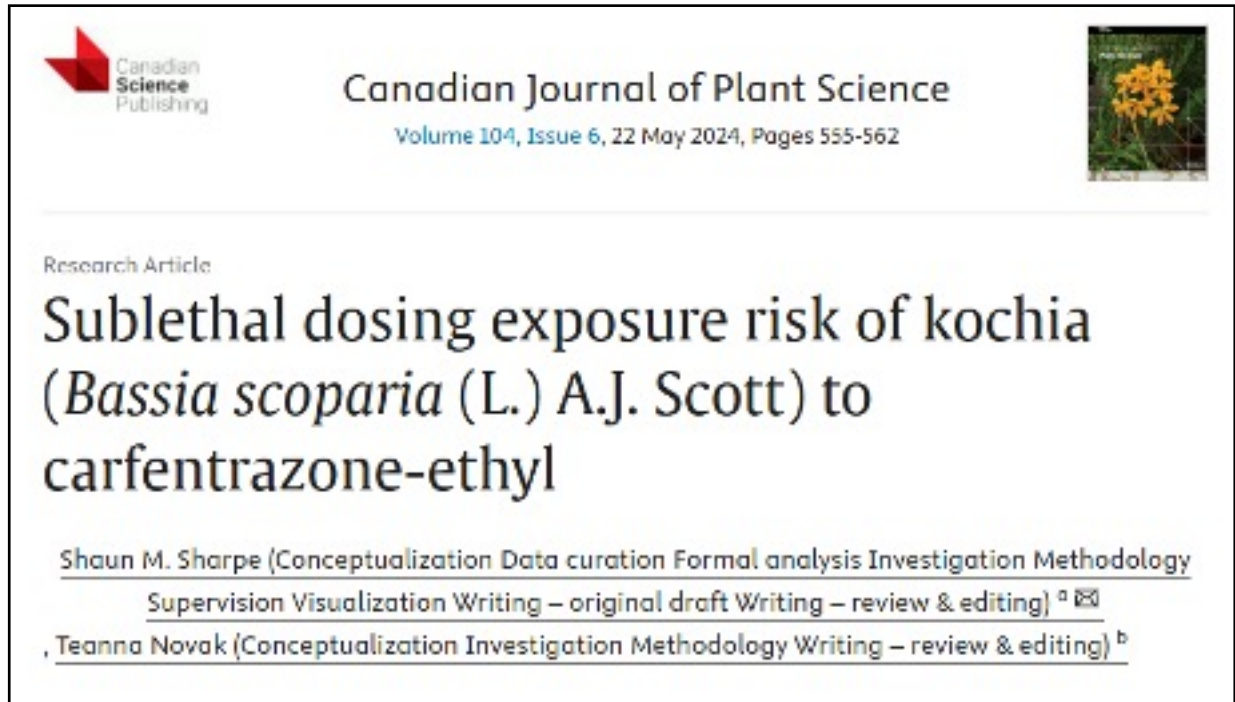 Canadian
Science
Publishing
Canadian Journal of Plant Science
Volume 104, Issue 6, 22 May 2024, Pages 555-562
Research Article
Sublethal dosing exposure risk of kochia
(Bassia scoparia (L.) A.J. Scott) to
carfentrazone-ethyl
Shaun M. Sharpe (Conceptualization Data curation Formal analysis Investigation Methodology
Supervision Visualization Writing – original draft Writing – review & editing) a ✉
, Teanna Novak (Conceptualization Investigation Methodology Writing – review & editing) b